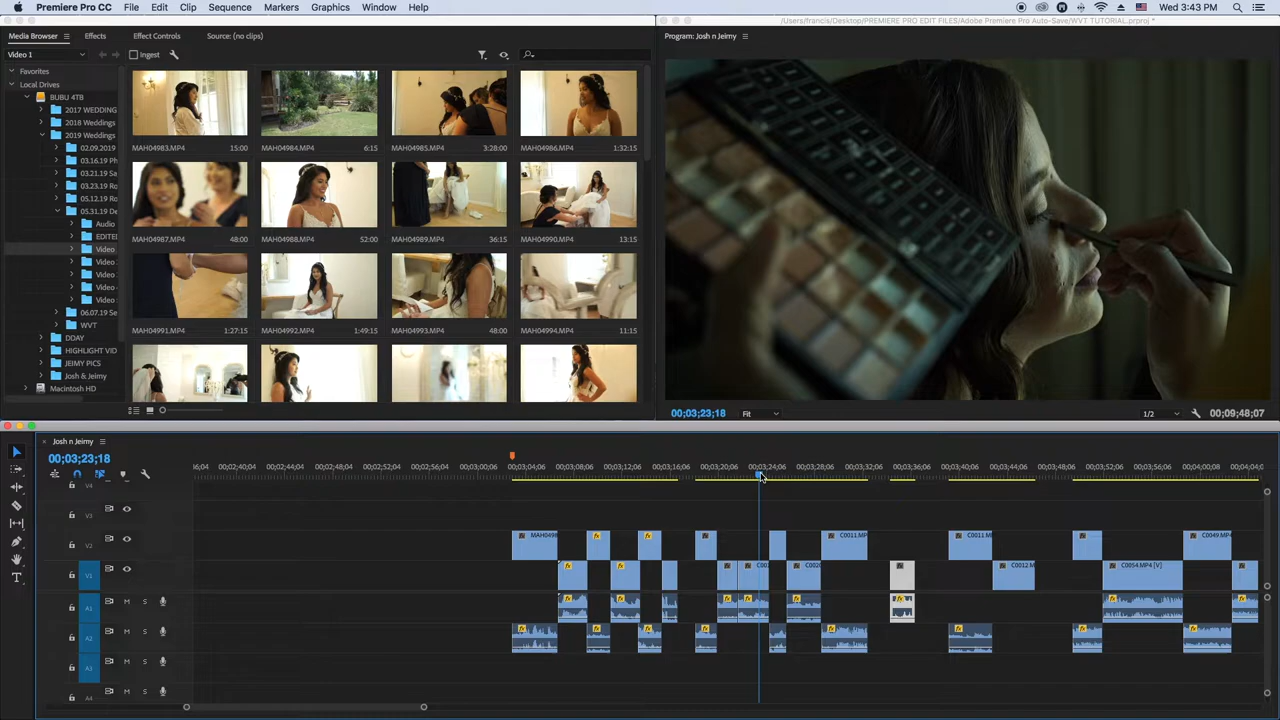 Premiere Pro CC File Edit Clip Sequence Markers Graphics Window Help Wed 3:43 PM
/Users/francis/Desktop/PREMIERE PRO EDIT FILES/Adobe Premiere Pro Auto-Save/WVT TUTORIAL.prproj *
Media Browser Effects Effect Controls Source: (no clips)
Program: Josh n Jeimy
Video 1 Ingest
Favorites
Local Drives
BUBU 4TB
2017 WEDDING
2018 Weddings
2019 Weddings
02.09.2019
03.16.19 Ph
03.21.19 Sa
03.23.19 Ro
05.12.19 Ro
05.31.19 De
Audio
EDITED
Video
Video
Video
Video
Video
06.07.19 Se
WVT
DDAY
HIGHLIGHT VID
JEIMY PICS
Josh & Jeimy
Macintosh HD
MAH04983.MP4 15:00 MAH04984.MP4 6:15 MAH04985.MP4 3:28:00 MAH04986.MP4 1:32:15
MAH04987.MP4 48:00 MAH04988.MP4 52:00 MAH04989.MP4 36:15 MAH04990.MP4 13:15
MAH04991.MP4 1:27:15 MAH04992.MP4 1:49:15 MAH04993.MP4 48:00 MAH04994.MP4 11:15
00;03;23;18 Fit 1/2 00;09;48;07
Josh n Jeimy
00;03;23;18
36;04 00;02;40;04 00;02;44;04 00;02;48;04 00;02;52;04 00;02;56;04 00;03;00;06 00;03;04;06 00;03;08;06 00;03;12;06 00;03;16;06 00;03;20;06 00;03;24;06 00;03;28;06 00;03;32;06 00;03;36;06 00;03;40;06 00;03;44;06 00;03;48;06 00;03;52;06 00;03;56;06 00;04;00;08 00;04;04;0
V4
V3
V2 MAH0498 fx fx C0011.MP C0011.M C0049.MP
V1 fx fx C00 C0020 C0012.M C0054.MP4 [V]
A1 M S
A2 M S
A3 M S
A4 M S